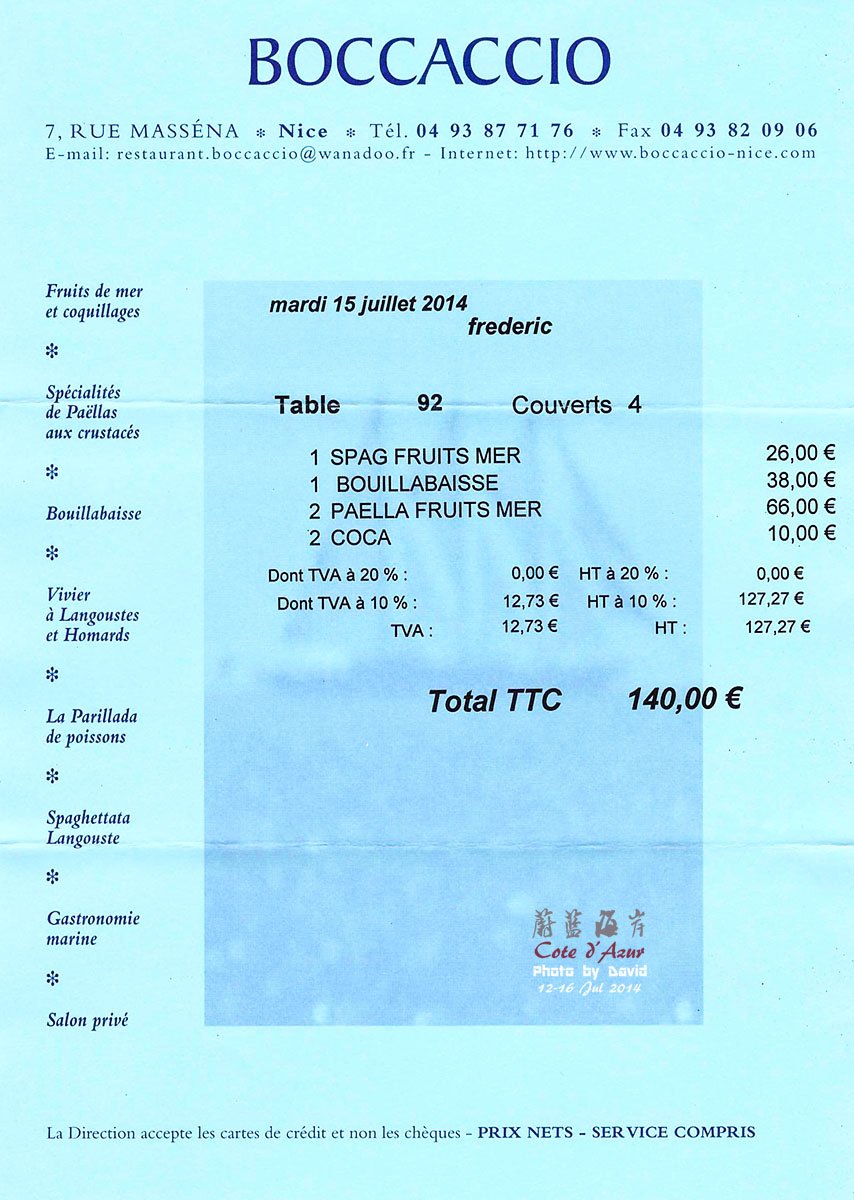 BOCCACCIO
7, RUE MASSÉNA ✻ Nice ✻ Tél. 04 93 87 71 76 ✻ Fax 04 93 82 09 06
E-mail: restaurant.boccaccio@wanadoo.fr - Internet: http://www.boccaccio-nice.com
Fruits de mer
et coquillages
✻
Spécialités
de Paëllas
aux crustacés
✻
Bouillabaisse
✻
Vivier
à Langoustes
et Homards
✻
La Parillada
de poissons
✻
Spaghettata
Langouste
✻
Gastronomie
marine
✻
Salon privé
mardi 15 juillet 2014
frederic
Table 92 Couverts 4
1 SPAG FRUITS MER 26,00 €
1 BOUILLABAISSE 38,00 €
2 PAELLA FRUITS MER 66,00 €
2 COCA 10,00 €
Dont TVA à 20 % : 0,00 € HT à 20 % : 0,00 €
Dont TVA à 10 % : 12,73 € HT à 10 % : 127,27 €
TVA : 12,73 € HT : 127,27 €
Total TTC 140,00 €
蔚蓝海岸
Cote d'Azur
Photo by David
12-16 Jul 2014
La Direction accepte les cartes de crédit et non les chèques - PRIX NETS - SERVICE COMPRIS